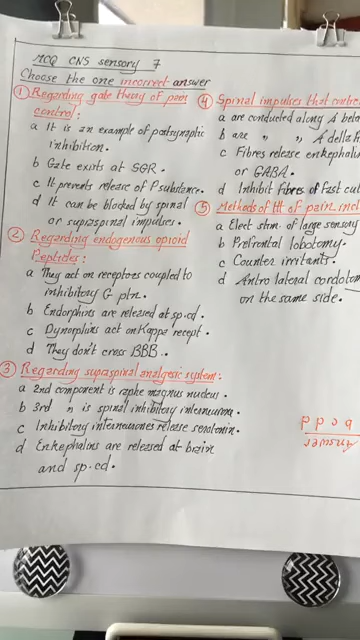 MCQ CNS sensory 7
Choose the one incorrect answer
① Regarding gate theory of pain
control:
a It is an example of postsynaptic
inhibition.
b Gate exists at SGR.
c It prevents release of P substance.
d It can be blocked by spinal
or supraspinal impulses.
② Regarding endogenous opioid
Peptides:
a They act on receptors coupled to
inhibitory G ptn.
b Endorphins are released at sp.cd.
c Dynorphins act on Kappa recept.
d They don't cross BBB.
③ Regarding supraspinal analgesic system:
a 2nd component is raphe magnus nucleus.
b 3rd " is spinal inhibitory interneurons.
c Inhibitory interneurones release serotonin.
d Enkephalins are released at brain
and sp.cd.
④ Spinal impulses that
a are conducted along A
b are " " A delta
c Fibres release enkephalin
or GABA.
d Inhibit fibres of fast
⑤ Methods of ttt of pain
a Elect stm. of large sensory
b Prefrontal lobotomy.
c Counter irritants.
d Antro lateral
on the same side.
Answer
b c d d